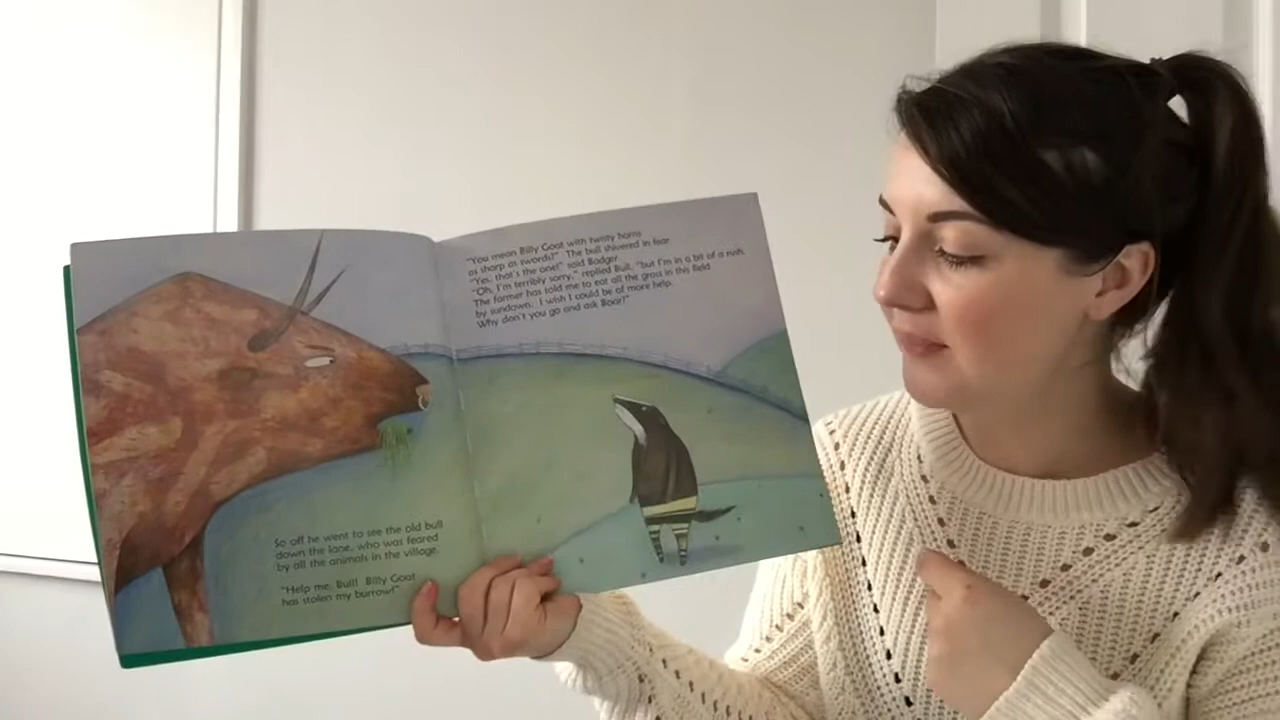 So off he went to see the old bull
down the lane, who was feared
by all the animals in the village.
"Help me, Bull! Billy Goat
has stolen my burrow!"
"You mean Billy Goat with twisty horns
as sharp as swords?" The bull shivered in fear.
"Yes, that's the one!" said Badger.
"Oh, I'm terribly sorry," replied Bull, "but I'm in a bit of a rush.
The farmer has told me to eat all the grass in this field
by sundown. I wish I could be of more help.
Why don't you go and ask Boar?"